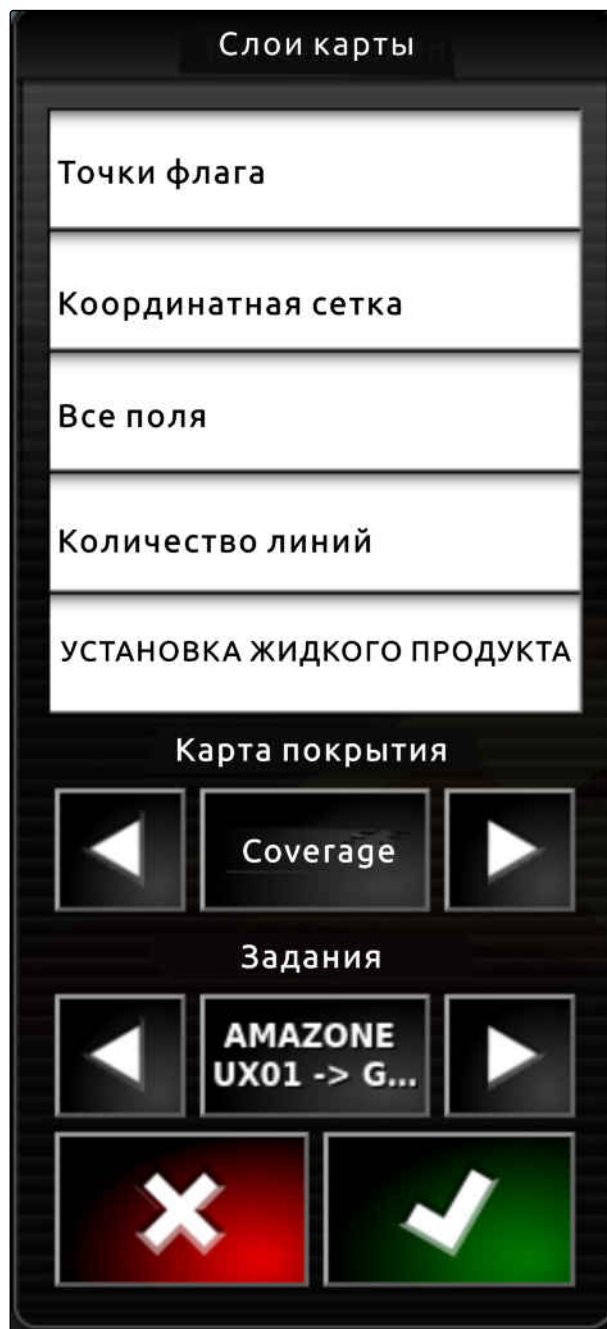 Слои карты
Точки флага
Координатная сетка
Все поля
Количество линий
УСТАНОВКА ЖИДКОГО ПРОДУКТА
Карта покрытия
Coverage
Задания
AMAZONE
UX01 -> G...